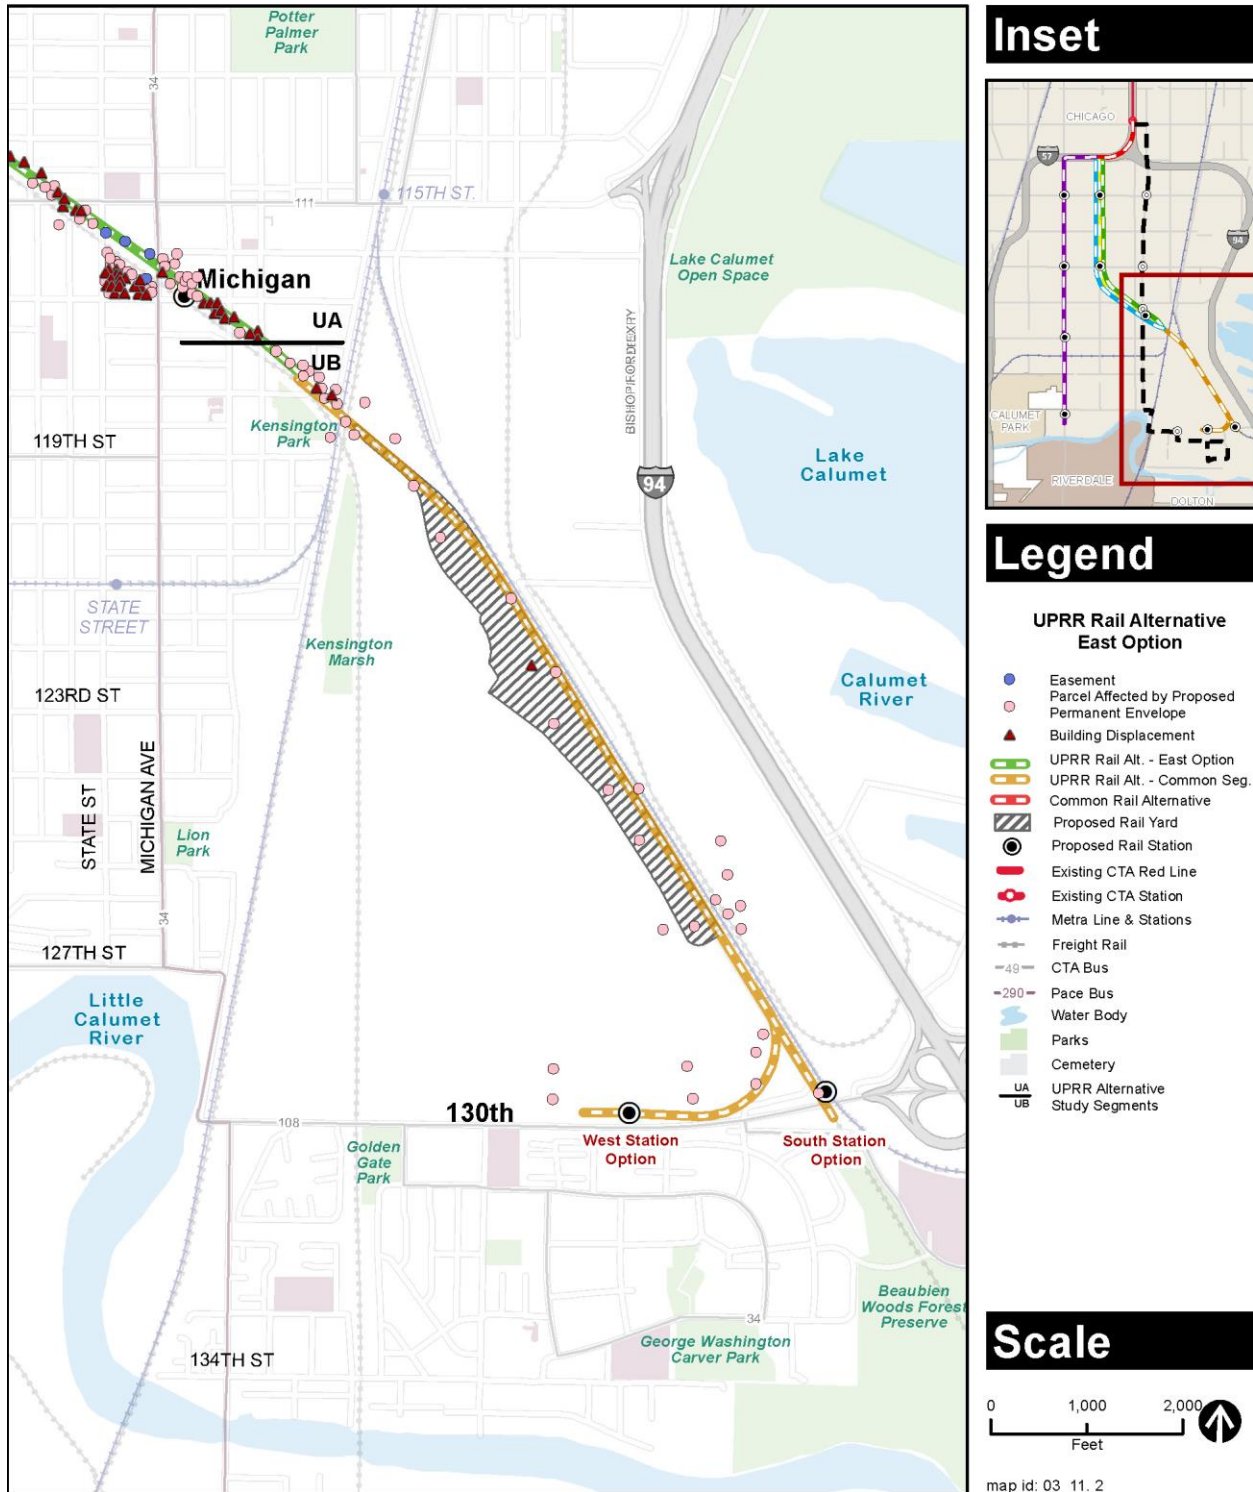 Potter
Palmer
Park
34
115TH ST.
111
Michigan
UA
UB
Kensington
Park
119TH ST
Lake Calumet
Open Space
BISHOP FORD EXPY
94
Lake
Calumet
STATE
STREET
Kensington
Marsh
123RD ST
Calumet
River
STATE ST
MICHIGAN AVE
Lion
Park
34
127TH ST
Little
Calumet
River
130th
108
West Station
Option
South Station
Option
Golden
Gate
Park
Beaubien
Woods Forest
Preserve
34
George Washington
Carver Park
134TH ST
Inset
CHICAGO
57
94
CALUMET
PARK
RIVERDALE
DOLTON
Legend
UPRR Rail Alternative
East Option
Easement
Parcel Affected by Proposed
Permanent Envelope
Building Displacement
UPRR Rail Alt. - East Option
UPRR Rail Alt. - Common Seg.
Common Rail Alternative
Proposed Rail Yard
Proposed Rail Station
Existing CTA Red Line
Existing CTA Station
Metra Line & Stations
Freight Rail
49 CTA Bus
290 Pace Bus
Water Body
Parks
Cemetery
UA UPRR Alternative
UB Study Segments
Scale
0 1,000 2,000
Feet
map id: 03_11. 2